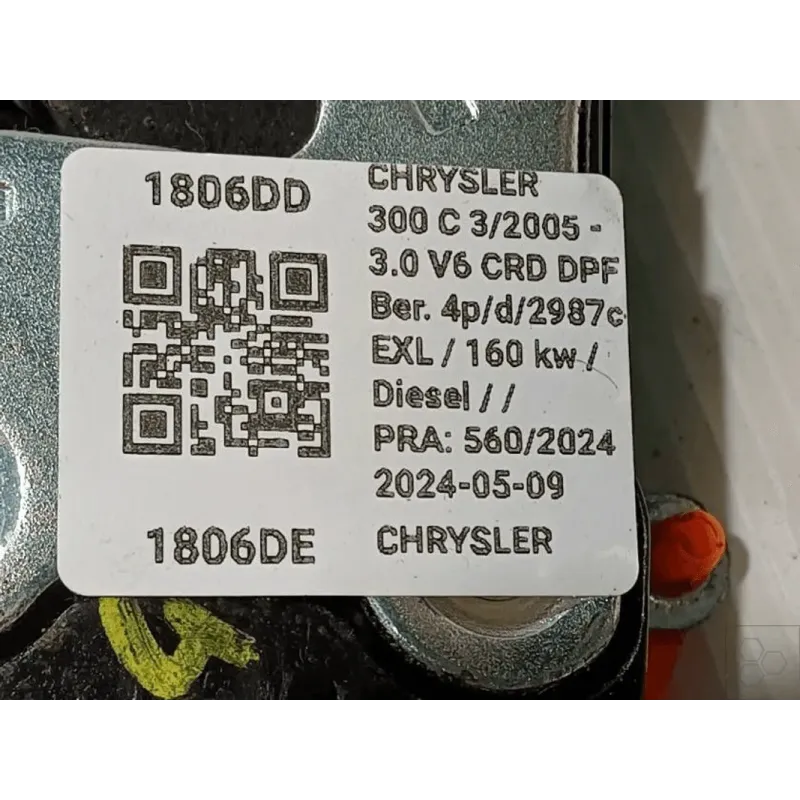 1806DD
CHRYSLER
300 C 3/2005 -
3.0 V6 CRD DPF
Ber. 4p/d/2987c
EXL / 160 kw /
Diesel / /
PRA: 560/2024
2024-05-09
1806DE
CHRYSLER